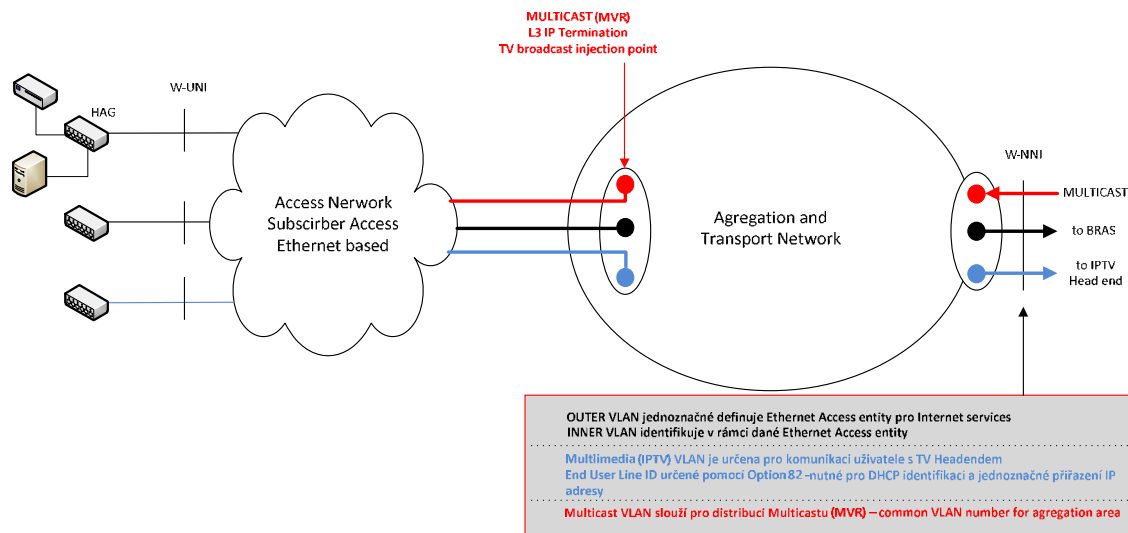 MULTICAST (MVR)
L3 IP Termination
TV broadcast injection point
W-UNI
HAG
W-NNI
Access Network
Subscirber Access
Ethernet based
Agregation and
Transport Network
MULTICAST
to BRAS
to IPTV
Head end
OUTER VLAN jednoznačné definuje Ethernet Access entity pro Internet services
INNER VLAN identifikuje v rámci dané Ethernet Access entity
Multlimedia (IPTV) VLAN je určena pro komunikaci uživatele s TV Headendem
End User Line ID určené pomocí Option 82 –nutné pro DHCP identifikaci a jednoznačné přiřazení IP
adresy
Multicast VLAN slouží pro distribucí Multicastu (MVR) – common VLAN number for agregation area